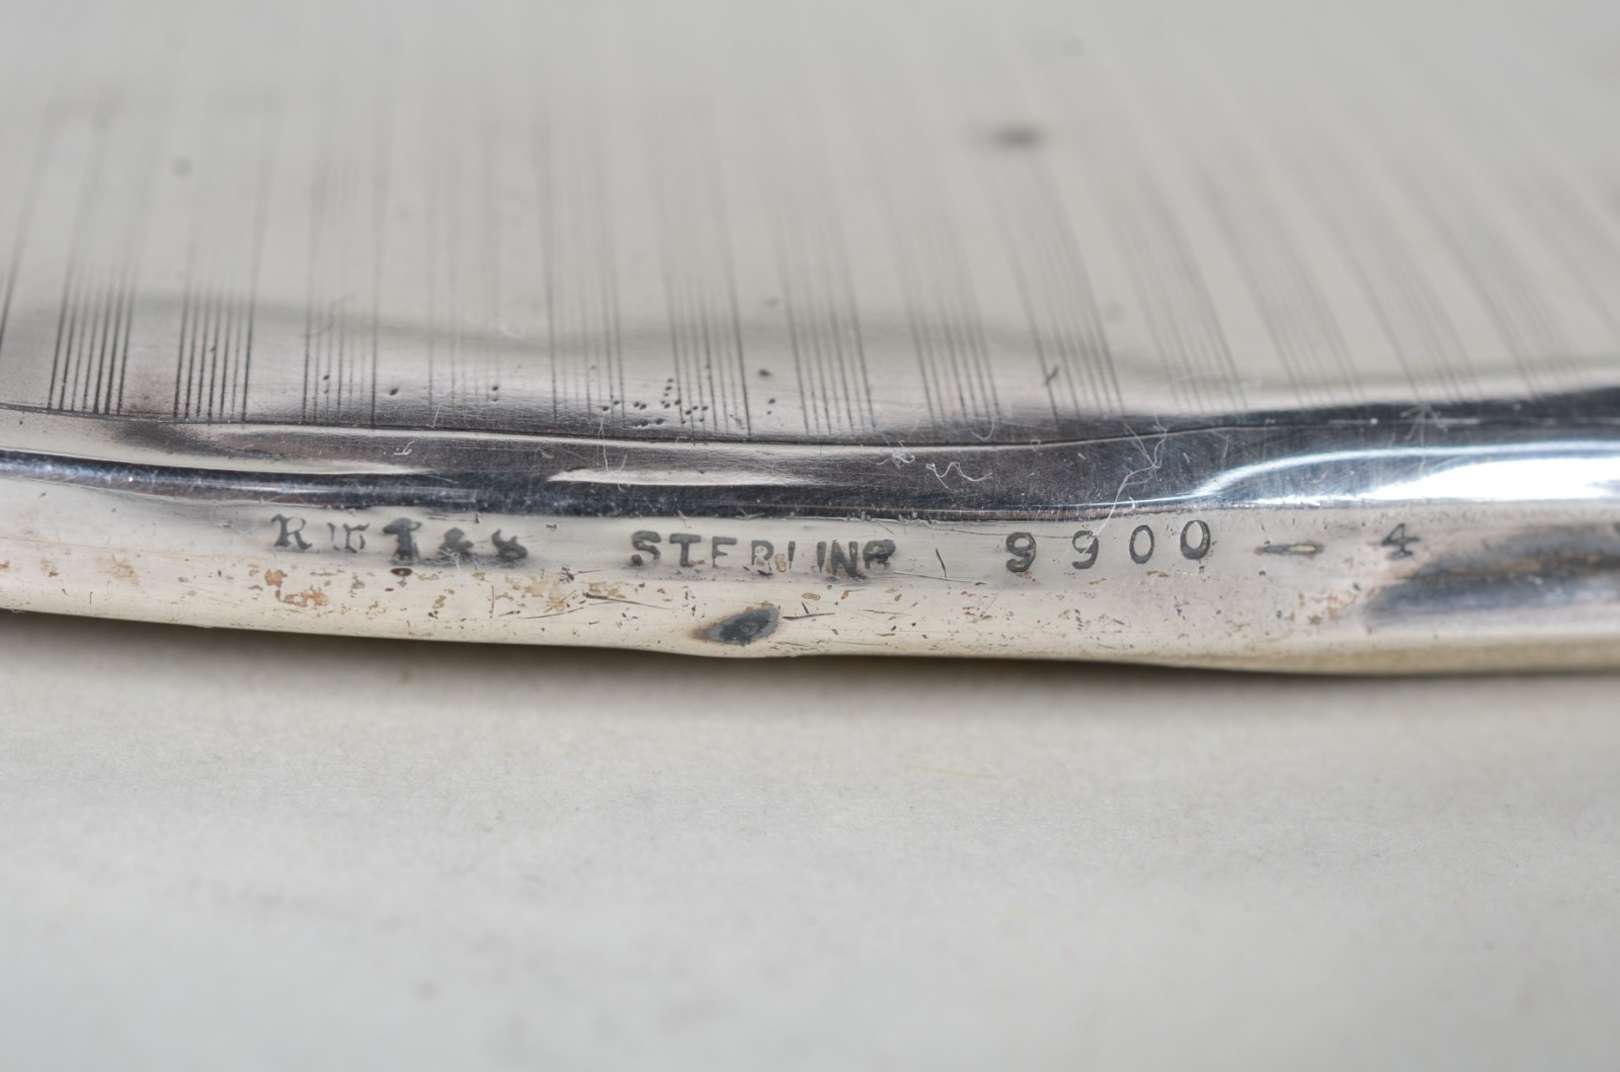 R.W & S STERLING 9900 - 4